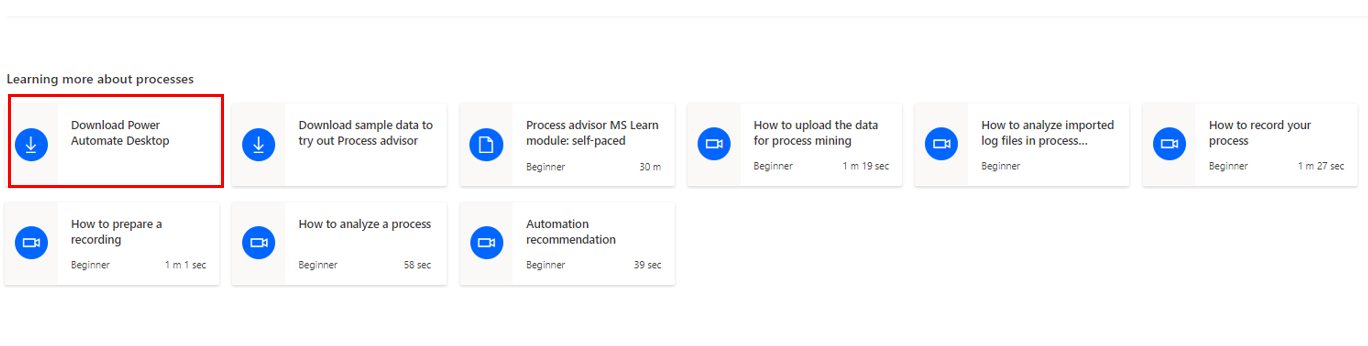 Learning more about processes
Download Power
Automate Desktop
Download sample data to
try out Process advisor
Process advisor MS Learn
module: self-paced
Beginner
30 m
How to upload the data
for process mining
Beginner
1 m 19 sec
How to analyze imported
log files in process...
Beginner
How to record your
process
Beginner
1 m 27 sec
How to prepare a
recording
Beginner
1 m 1 sec
How to analyze a process
Beginner
58 sec
Automation
recommendation
Beginner
39 sec